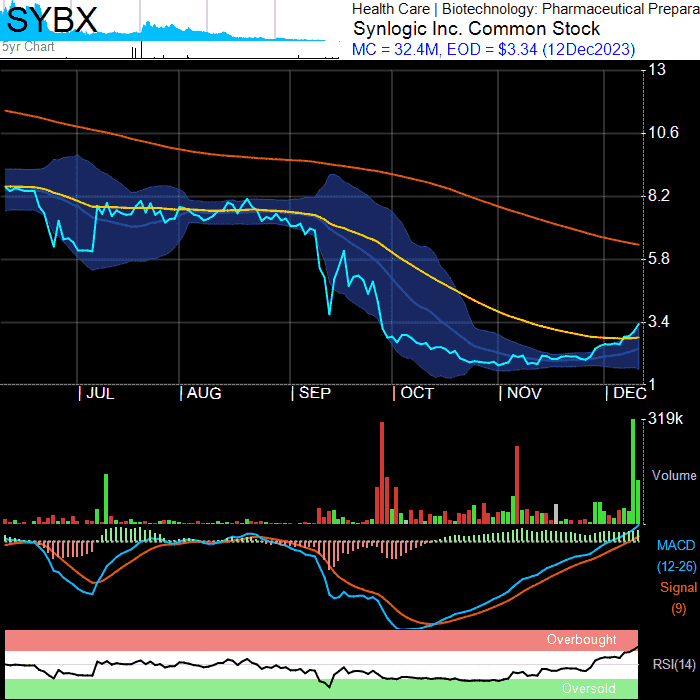 SYBX
5yr Chart
Health Care | Biotechnology: Pharmaceutical Prepara
Synlogic Inc. Common Stock
MC = 32.4M, EOD = $3.34 (12Dec2023)
13
10.6
8.2
5.8
3.4
1
JUL AUG SEP OCT NOV DEC
319k
Volume
MACD
(12-26)
Signal
(9)
Overbought
RSI(14)
Oversold